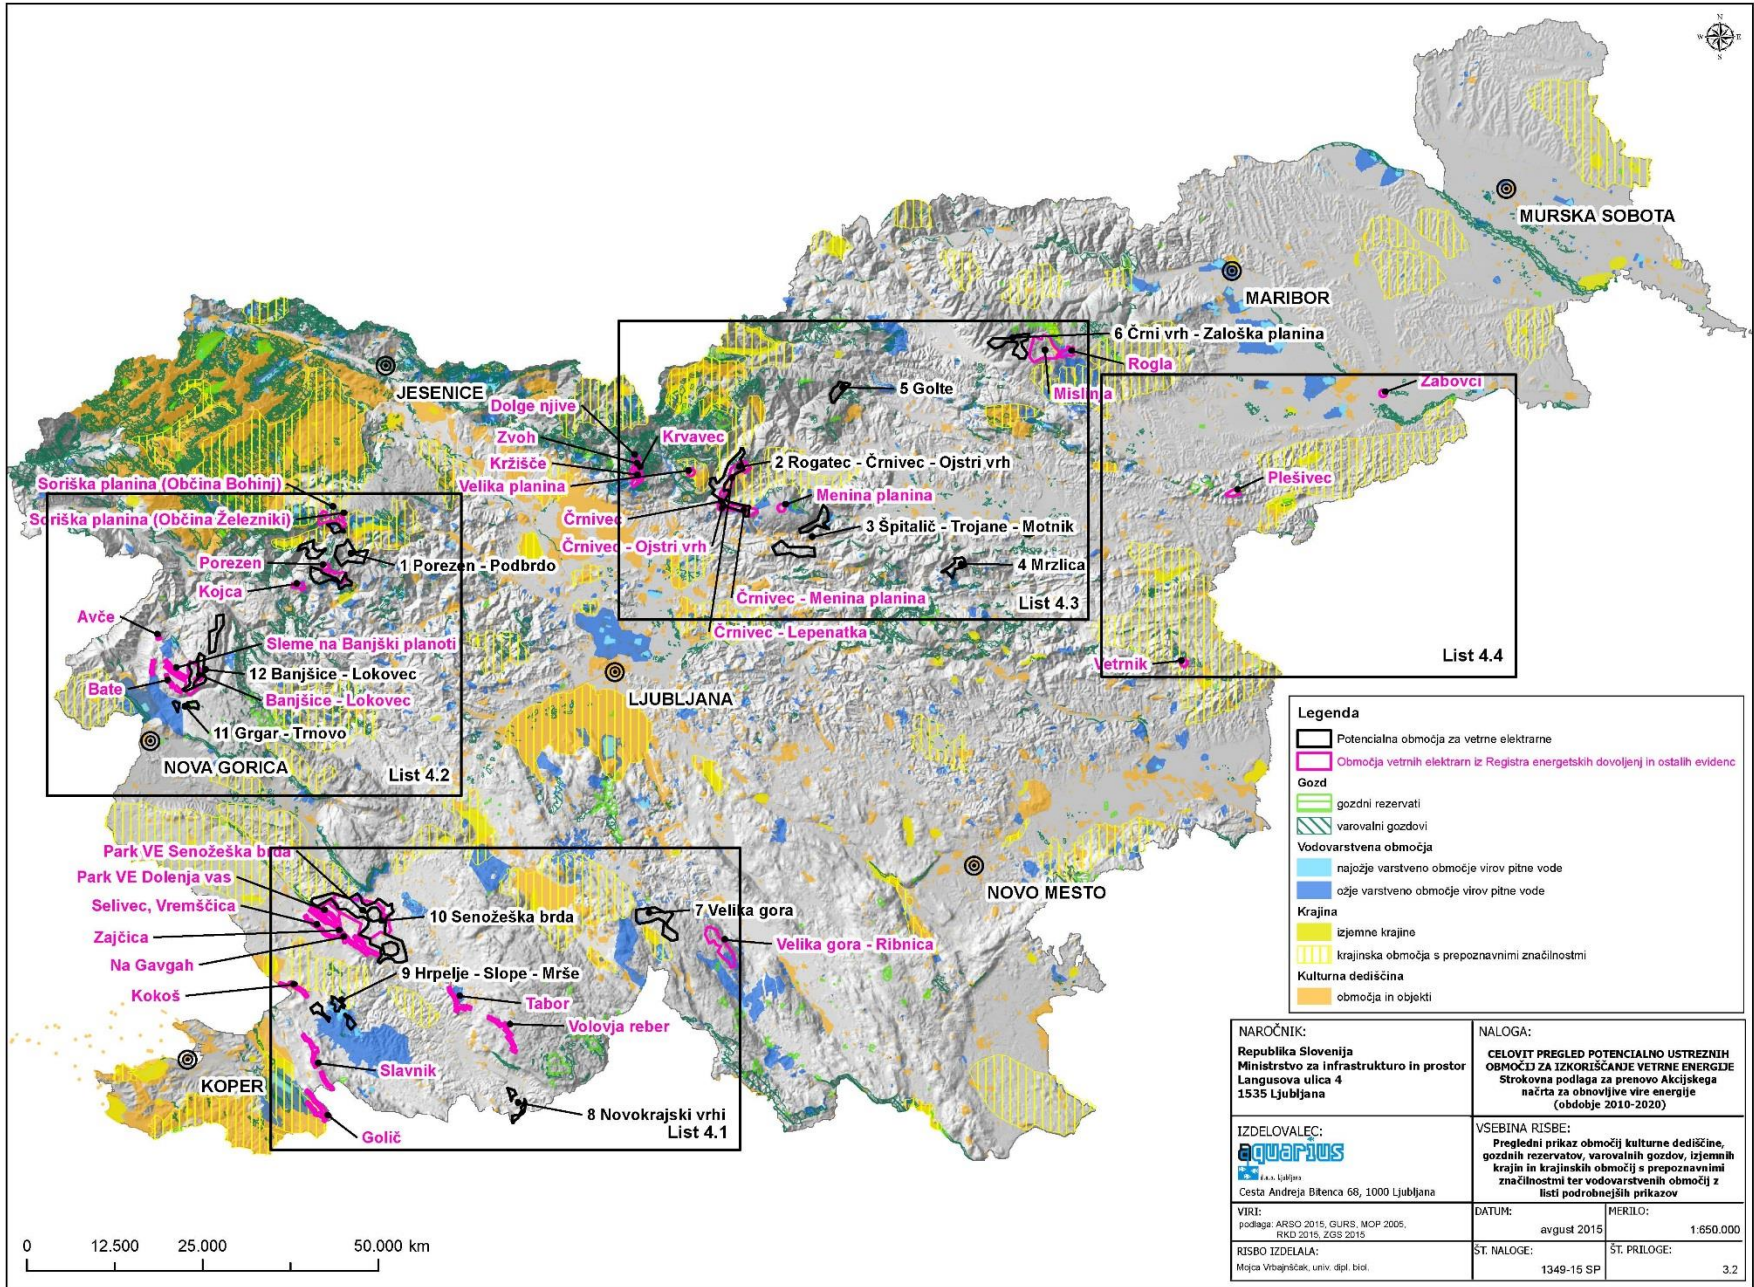 N
W
E
S
MURSKA SOBOTA
MARIBOR
6 Črni vrh - Zaloška planina
Rogla
Mislinja
JESENICE
5 Golte
Zabovci
Dolge njive
Zvoh
Krvavec
Kržišče
2 Rogatec - Črnivec - Ojstri vrh
Velika planina
Plešivec
Soriška planina (Občina Bohinj)
Menina planina
Soriška planina (Občina Železniki)
Črnivec
3 Špitalič - Trojane - Motnik
Črnivec - Ojstri vrh
Porezen
1 Porezen - Podbrdo
4 Mrzlica
Kojca
Črnivec - Menina planina
List 4.3
Avče
Črnivec - Lepenatka
Sleme na Banjški planoti
List 4.4
Vetrnik
12 Banjšice - Lokovec
Bate
Banjšice - Lokovec
LJUBLJANA
11 Grgar - Trnovo
NOVA GORICA
List 4.2
Park VE Senožeška brda
Park VE Dolenja vas
NOVO MESTO
Selivec, Vremščica
10 Senožeška brda
7 Velika gora
Zajčica
Velika gora - Ribnica
Na Gavgah
9 Hrpelje - Slope - Mrše
Kokoš
Tabor
Volovja reber
Slavnik
KOPER
8 Novokrajski vrhi
List 4.1
Golič
Legenda
Potencialna območja za vetrne elektrarne
Območja vetrnih elektrarn iz Registra energetskih dovoljenj in ostalih evidenc
Gozd
gozdni rezervati
varovalni gozdovi
Vodovarstvena območja
najožje varstveno območje virov pitne vode
ožje varstveno območje virov pitne vode
Krajina
izjemne krajine
krajinska območja s prepoznavnimi značilnostmi
Kulturna dediščina
območja in objekti
NAROČNIK:
Republika Slovenija
Ministrstvo za infrastrukturo in prostor
Langusova ulica 4
1535 Ljubljana
NALOGA:
CELOVIT PREGLED POTENCIALNO USTREZNIH
OBMOČIJ ZA IZKORIŠČANJE VETRNE ENERGIJE
Strokovna podlaga za prenovo Akcijskega
načrta za obnovljive vire energije
(obdobje 2010-2020)
IZDELOVALEC:
aquarius
d.o.o. Ljubljana
Cesta Andreja Bitenca 68, 1000 Ljubljana
VSEBINA RISBE:
Pregledni prikaz območij kulturne dediščine,
gozdnih rezervatov, varovalnih gozdov, izjemnih
krajin in krajinskih območij s prepoznavnimi
značilnostmi ter vodovarstvenih območij z
listi podrobnejših prikazov
VIRI:
podlaga: ARSO 2015, GURS, MOP 2005,
RKD 2015, ZGS 2015
DATUM:
avgust 2015
MERILO:
1:650.000
RISBO IZDELALA:
Mojca Vrbajnščak, univ. dipl. biol.
ŠT. NALOGE:
1349-15 SP
ŠT. PRILOGE:
3.2
0 12.500 25.000 50.000 km